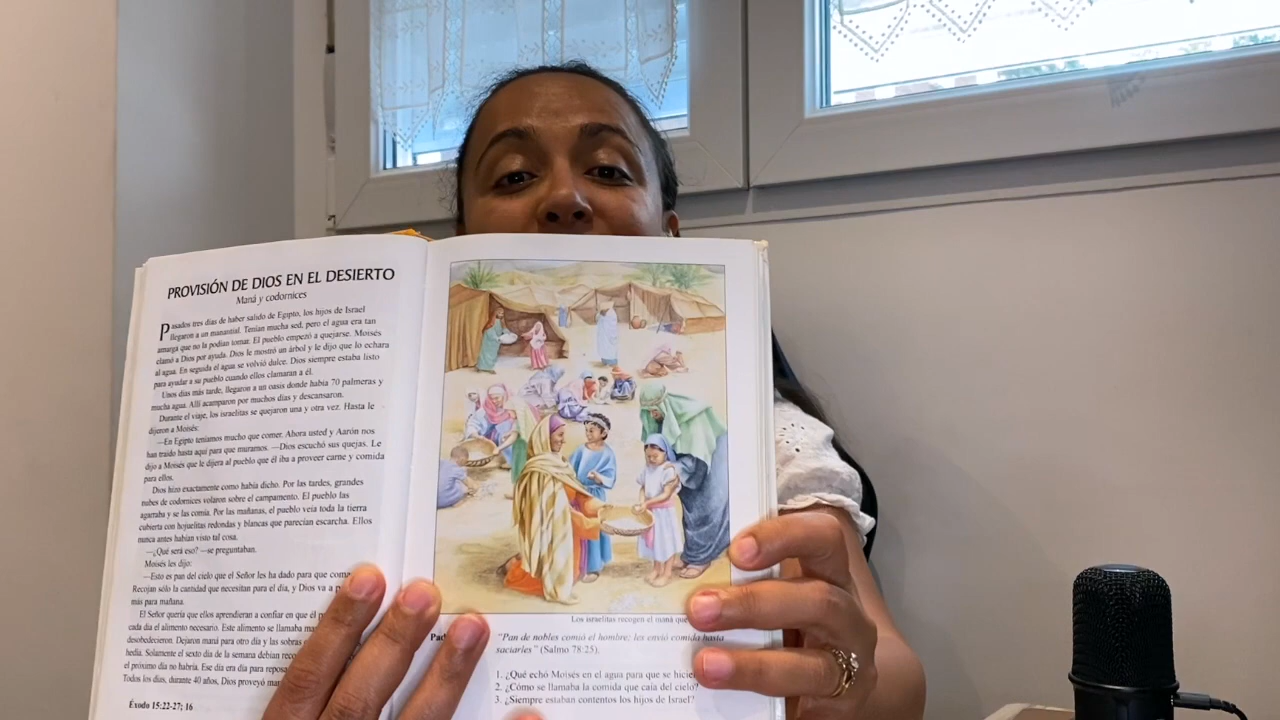 PROVISIÓN DE DIOS EN EL DESIERTO
Maná y codornices
Pasados tres días de haber salido de Egipto, los hijos de Israel
llegaron a un manantial. Tenían mucha sed, pero el agua era tan
amarga que no la podían tomar. El pueblo empezó a quejarse. Moisés
clamó a Dios por ayuda. Dios le mostró un árbol y le dijo que lo echara
al agua. En seguida el agua se volvió dulce. Dios siempre estaba listo
para ayudar a su pueblo cuando ellos clamaran a él.
Unos días más tarde, llegaron a un oasis donde había 70 palmeras y
mucha agua. Allí acamparon por muchos días y descansaron.
Durante el viaje, los israelitas se quejaron una y otra vez. Hasta le
dijeron a Moisés:
—En Egipto teníamos mucho que comer. Ahora usted y Aarón nos
han traído hasta aquí para que muramos. —Dios escuchó sus quejas. Le
dijo a Moisés que le dijera al pueblo que él iba a proveer carne y comida
para ellos.
Dios hizo exactamente como había dicho. Por las tardes, grandes
nubes de codornices volaron sobre el campamento. El pueblo las
agarraba y se las comía. Por las mañanas, el pueblo veía toda la tierra
cubierta con hojuelitas redondas y blancas que parecían escarcha. Ellos
nunca antes habían visto tal cosa.
—¿Qué será eso? —se preguntaban.
Moisés les dijo:
—Esto es pan del cielo que el Señor les ha dado para que coma
Recojan sólo la cantidad que necesitan para el día, y Dios va a p
más para mañana.
El Señor quería que ellos aprendieran a confiar en que él p
cada día el alimento necesario. Este alimento se llamaba ma
desobedecieron. Dejaron maná para otro día y las sobras
hedía. Solamente el sexto día de la semana debían reco
el próximo día no habría. Ese día era día para reposa
Todos los días, durante 40 años, Dios proveyó ma
Éxodo 15:22-27; 16
Los israelitas recogen el maná que
Pad
"Pan de nobles comió el hombre; les envió comida hasta
saciarles" (Salmo 78:25).
1. ¿Qué echó Moisés en el agua para que se hicie
2. ¿Cómo se llamaba la comida que caía del cielo?
3. ¿Siempre estaban contentos los hijos de Israel?